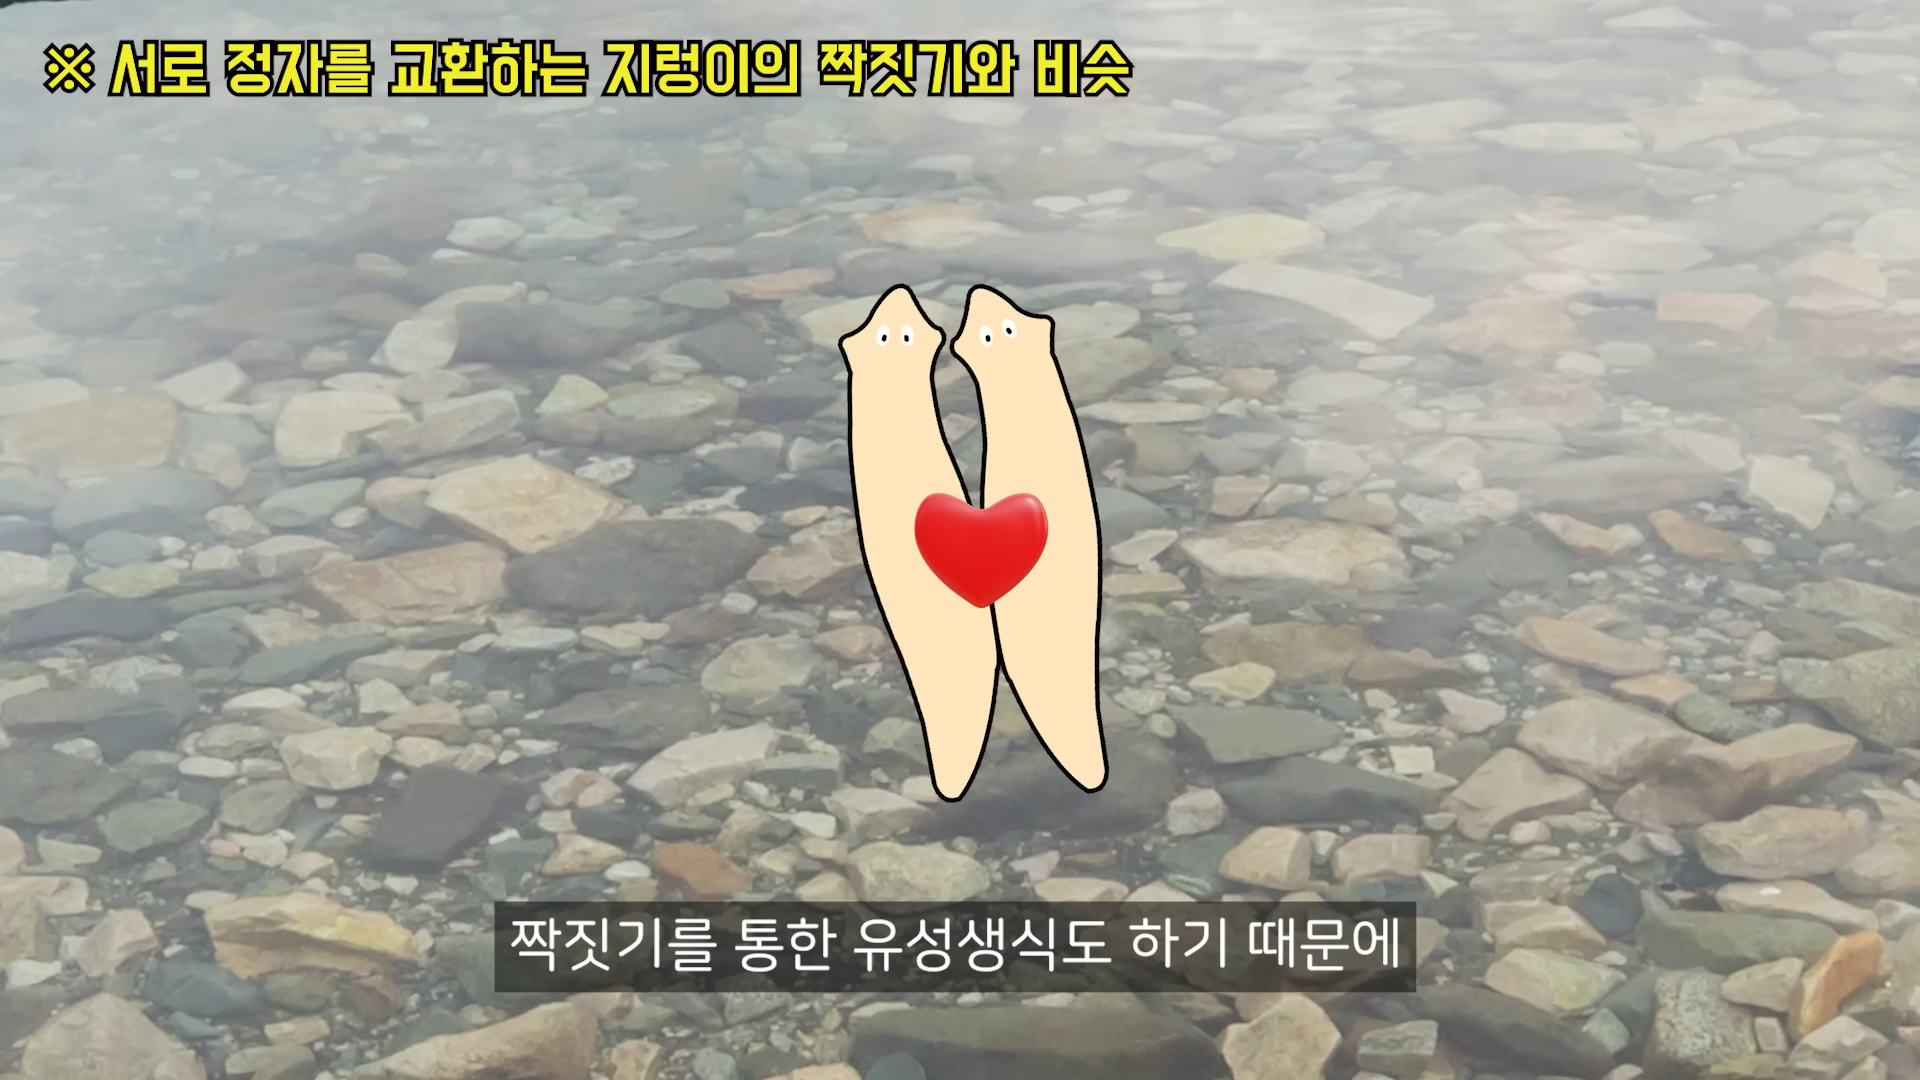 ※ 서로 정자를 교환하는 지렁이의 짝짓기와 비슷
짝짓기를 통한 유성생식도 하기 때문에